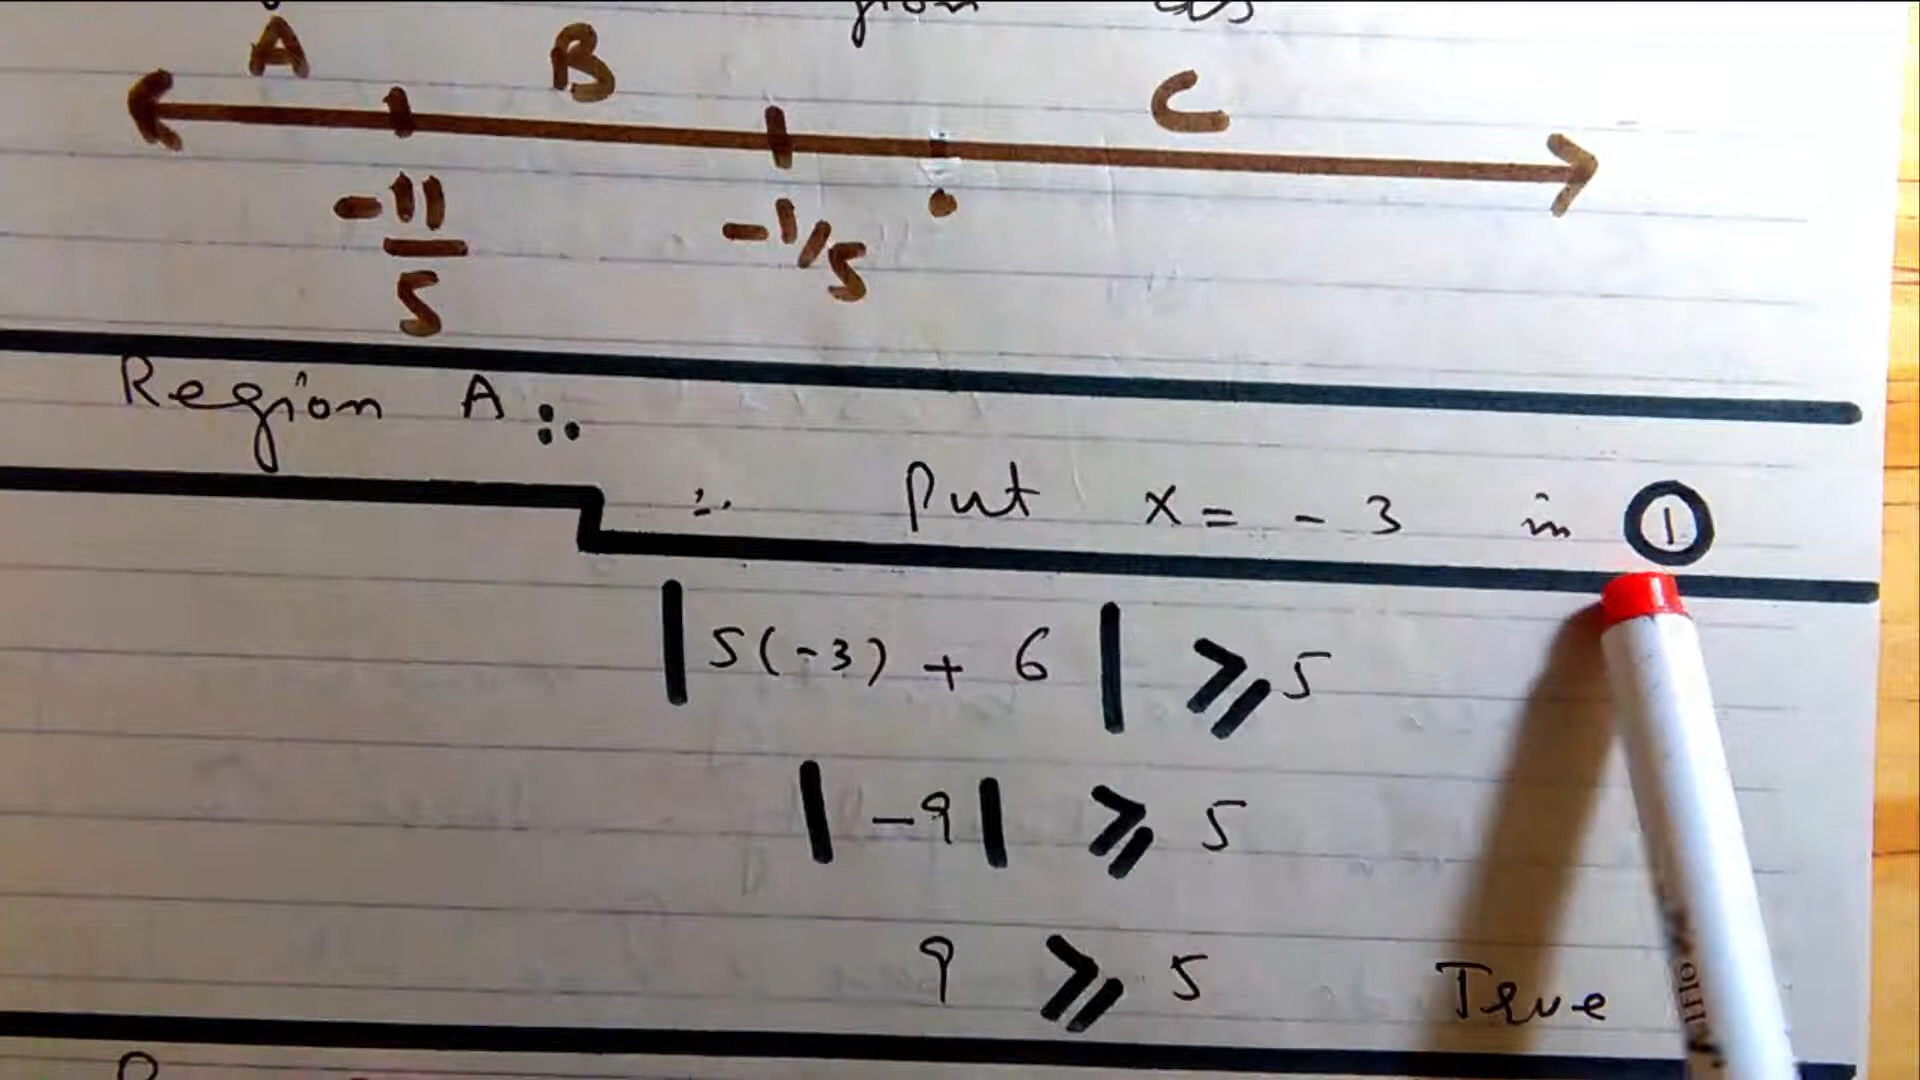 A B C
-11/5 -1/5
Region A :.
∴ Put x = - 3 in ①
|5(-3) + 6| ⩾ 5
|-9| ⩾ 5
9 ⩾ 5 True